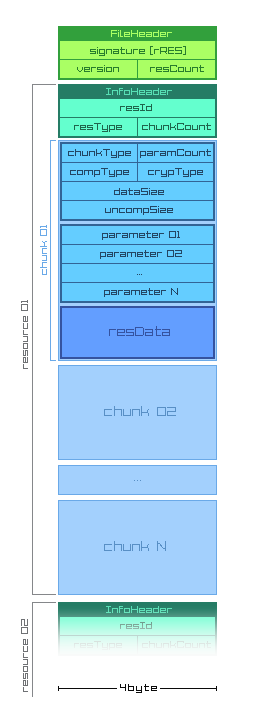 FileHeader
signature [rRES]
version resCount
InfoHeader
resId
resType chunkCount
resource 01
chunk 01
chunkType paramCount
compType crypType
dataSize
uncompSize
parameter 01
parameter 02
...
parameter N
resData
chunk 02
...
chunk N
InfoHeader
resId
resType chunkCount
resource 02
4byte